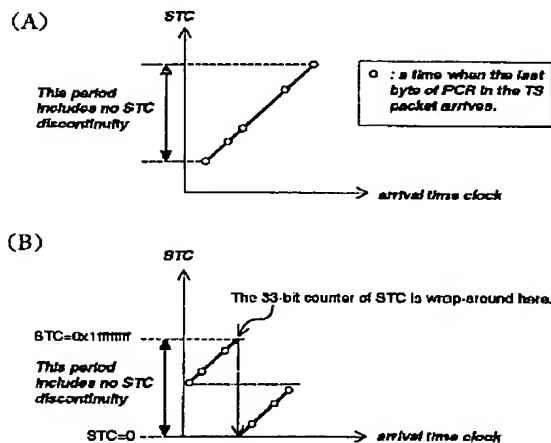 (A)
STC
This period
includes no STC
discontinuity
o : a time when the last
byte of PCR in the TS
packet arrives.
arrival time clock
(B)
STC
The 33-bit counter of STC is wrap-around here.
STC=0x1ffffffff
This period
includes no STC
discontinuity
STC=0
arrival time clock